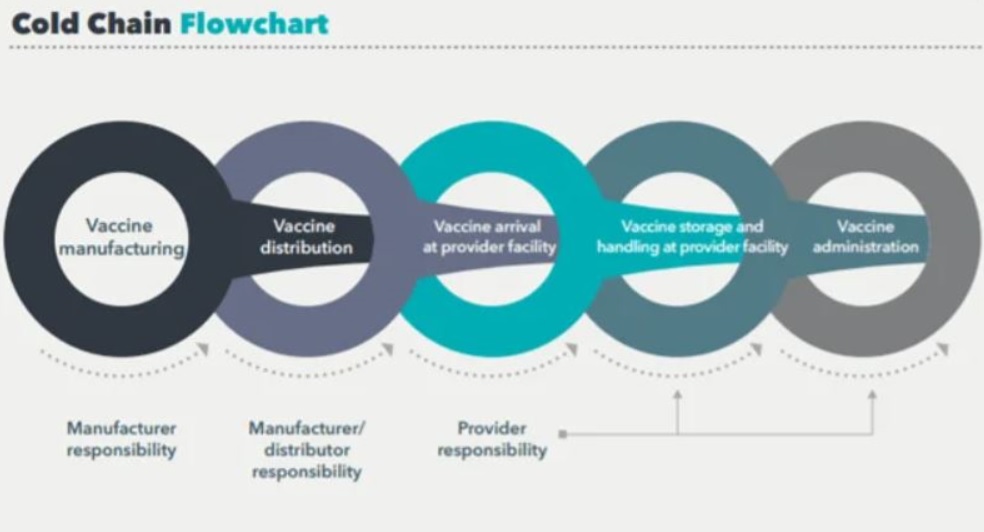 Cold Chain Flowchart
Vaccine
manufacturing
Vaccine
distribution
Vaccine arrival
at provider facility
Vaccine storage and
handling at provider facility
Vaccine
administration
Manufacturer
responsibility
Manufacturer/
distributor
responsibility
Provider
responsibility